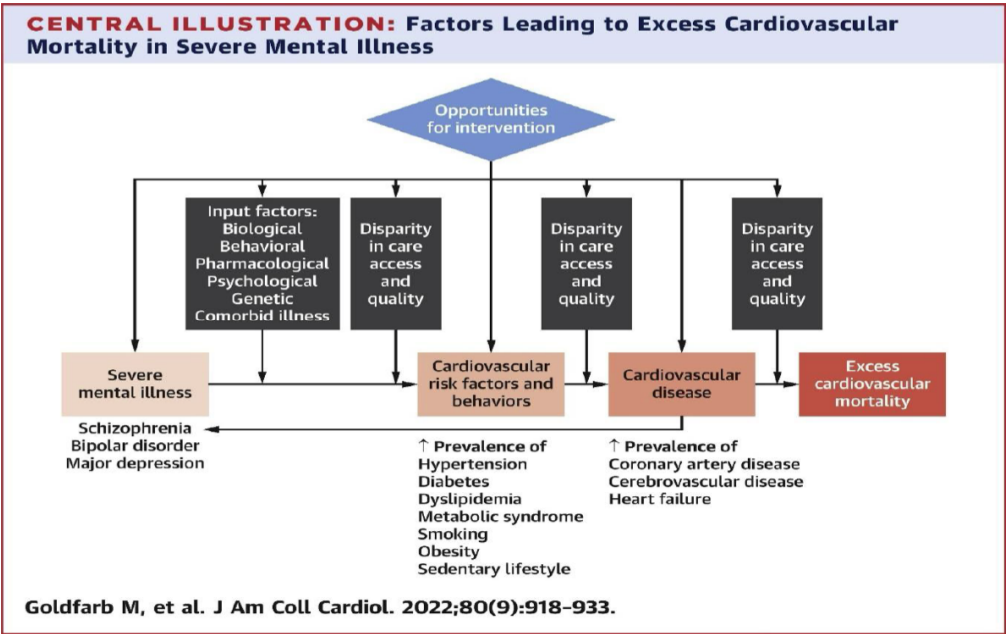 CENTRAL ILLUSTRATION: Factors Leading to Excess Cardiovascular
Mortality in Severe Mental Illness
Opportunities
for intervention
Input factors:
Biological
Behavioral
Pharmacological
Psychological
Genetic
Comorbid illness
Disparity
in care
access
and
quality
Disparity
in care
access
and
quality
Disparity
in care
access
and
quality
Severe
mental illness
Cardiovascular
risk factors and
behaviors
Cardiovascular
disease
Excess
cardiovascular
mortality
Schizophrenia
Bipolar disorder
Major depression
↑ Prevalence of
Hypertension
Diabetes
Dyslipidemia
Metabolic syndrome
Smoking
Obesity
Sedentary lifestyle
↑ Prevalence of
Coronary artery disease
Cerebrovascular disease
Heart failure
Goldfarb M, et al. J Am Coll Cardiol. 2022;80(9):918–933.